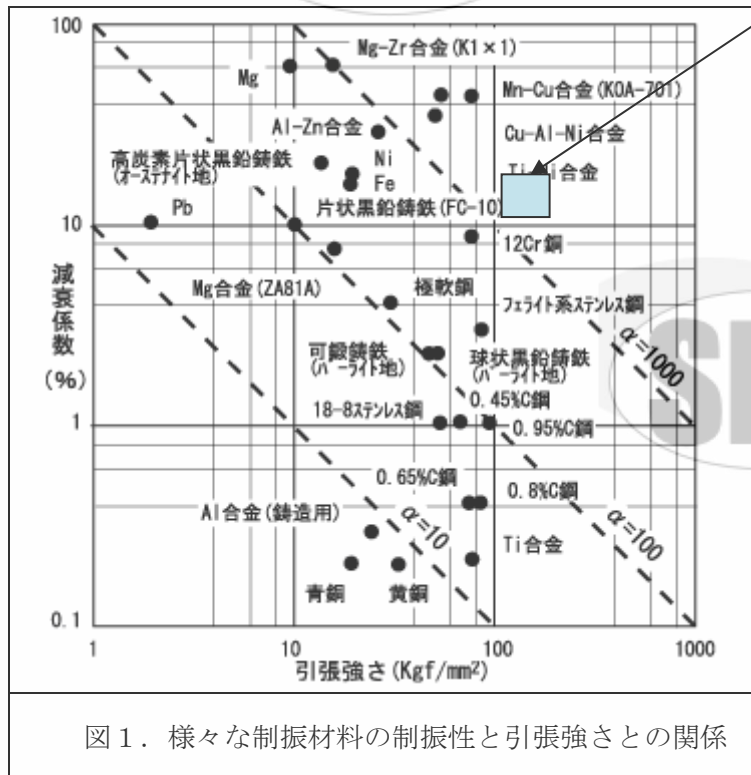 100
Mg-Zr合金(K1×1)
Mg
Mn-Cu合金(KOA-701)
Al-Zn合金
Cu-Al-Ni合金
高炭素片状黒鉛鋳鉄
(オーステナイト地)
Ni
Fe
Pb
片状黒鉛鋳鉄(FC-10)
10
12Cr鋼
減衰係数
(%)
Mg合金(ZA81A)
極軟鋼
フェライト系ステンレス鋼
可鍛鋳鉄
(パーライト地)
球状黒鉛鋳鉄
(パーライト地)
α=1000
0.45%C鋼
18-8ステンレス鋼
1
0.95%C鋼
0.65%C鋼
0.8%C鋼
Al合金(鋳造用)
α=10
α=100
Ti合金
青銅
黄銅
0.1
1
10
100
1000
引張強さ(Kgf/mm²)
図1．様々な制振材料の制振性と引張強さとの関係